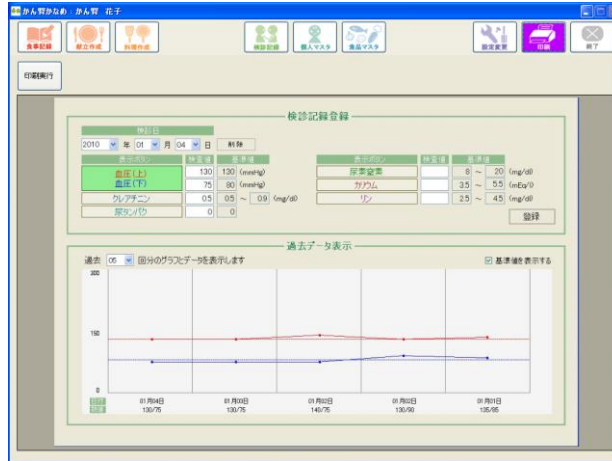 かん賢かなめ：かん賢 花子
食事記録 献立作成 料理作成 検診記録 個人マスタ 食品マスタ 設定変更 印刷 終了
印刷実行
検診記録登録
検診日
2010 年 01 月 04 日 削除
表示ボタン 検査値 基準値 表示ボタン 検査値 基準値
血圧(上) 130 130 (mmHg) 尿素窒素 8 ～ 20 (mg/dl)
血圧(下) 75 80 (mmHg) カリウム 3.5 ～ 5.5 (mEq/l)
クレアチニン 0.5 0.5 ～ 0.9 (mg/dl) リン 2.5 ～ 4.5 (mg/dl)
尿タンパク 0 0
登録
過去データ表示
過去 05 回分のグラフとデータを表示します 基準値を表示する
200
150
0
01月04日 01月03日 01月02日 01月02日 01月01日
130/75 130/75 140/75 130/90 135/85